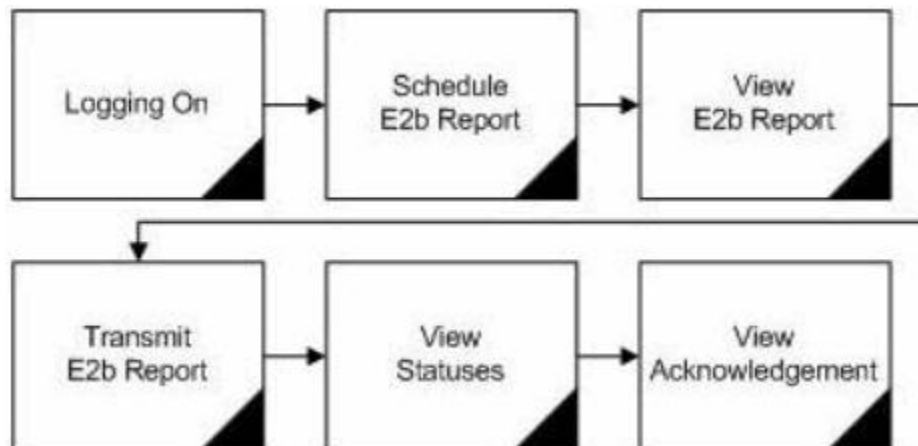 Logging On
Schedule
E2b Report
View
E2b Report
Transmit
E2b Report
View
Statuses
View
Acknowledgement